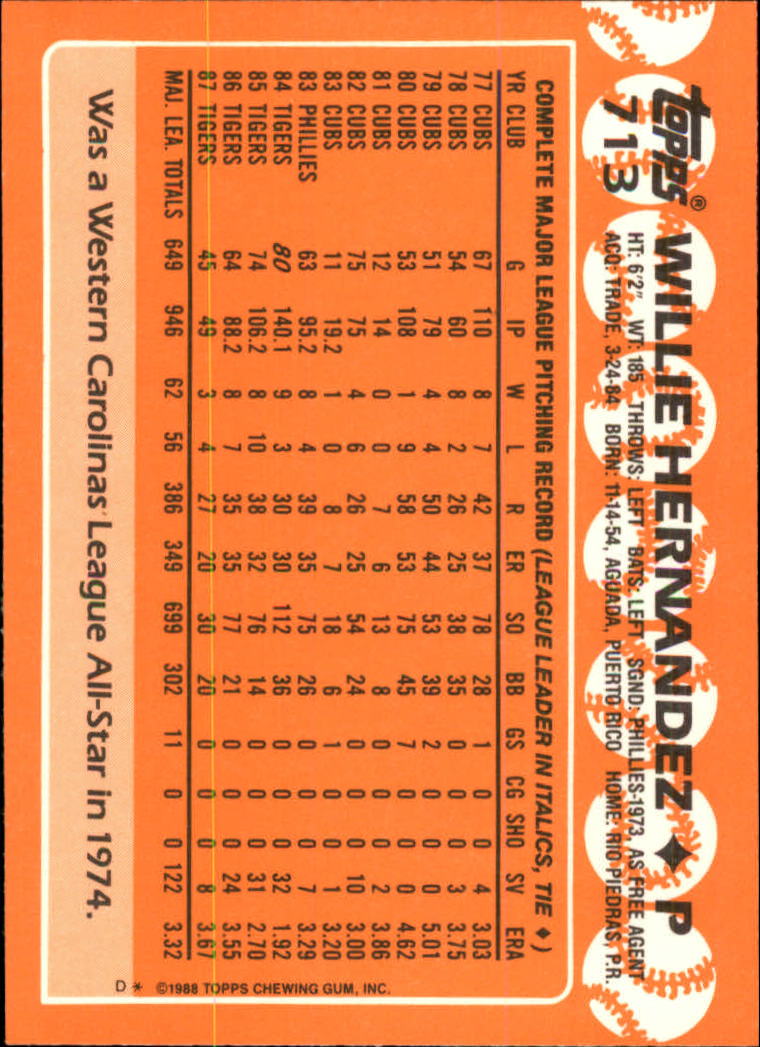 topps®
713
WILLIE HERNANDEZ ♦ P
HT: 6'2" WT: 185 THROWS: LEFT BATS: LEFT SGND: PHILLIES-1973, AS FREE AGENT
ACQ: TRADE, 3-24-84 BORN: 11-14-54, AGUADA, PUERTO RICO HOME: RIO PIEDRAS, P.R.
COMPLETE MAJOR LEAGUE PITCHING RECORD (LEAGUE LEADER IN ITALICS, TIE ♦)
YR CLUB G IP W L R ER SO BB GS CG SHO SV ERA
77 CUBS 67 110 8 7 42 37 78 28 1 0 0 4 3.03
78 CUBS 54 60 8 2 26 25 38 35 0 0 0 3 3.75
79 CUBS 51 79 4 4 50 44 53 39 2 0 0 0 5.01
80 CUBS 53 108 1 9 58 53 75 45 7 0 0 0 4.62
81 CUBS 12 14 0 0 7 6 13 8 0 0 0 2 3.86
82 CUBS 75 75 4 6 26 25 54 24 0 0 0 10 3.00
83 CUBS 11 19.2 1 0 8 7 18 6 1 0 0 1 3.20
83 PHILLIES 63 95.2 8 4 39 35 75 26 0 0 0 7 3.29
84 TIGERS 80 140.1 9 3 30 30 112 36 0 0 0 32 1.92
85 TIGERS 74 106.2 8 10 38 32 76 14 0 0 0 31 2.70
86 TIGERS 64 88.2 8 7 35 35 77 21 0 0 0 24 3.55
87 TIGERS 45 49 3 4 27 20 30 20 0 0 0 8 3.67
MAJ. LEA. TOTALS 649 946 62 56 386 349 699 302 11 0 0 122 3.32
Was a Western Carolinas League All-Star in 1974.
D * ©1988 TOPPS CHEWING GUM, INC.